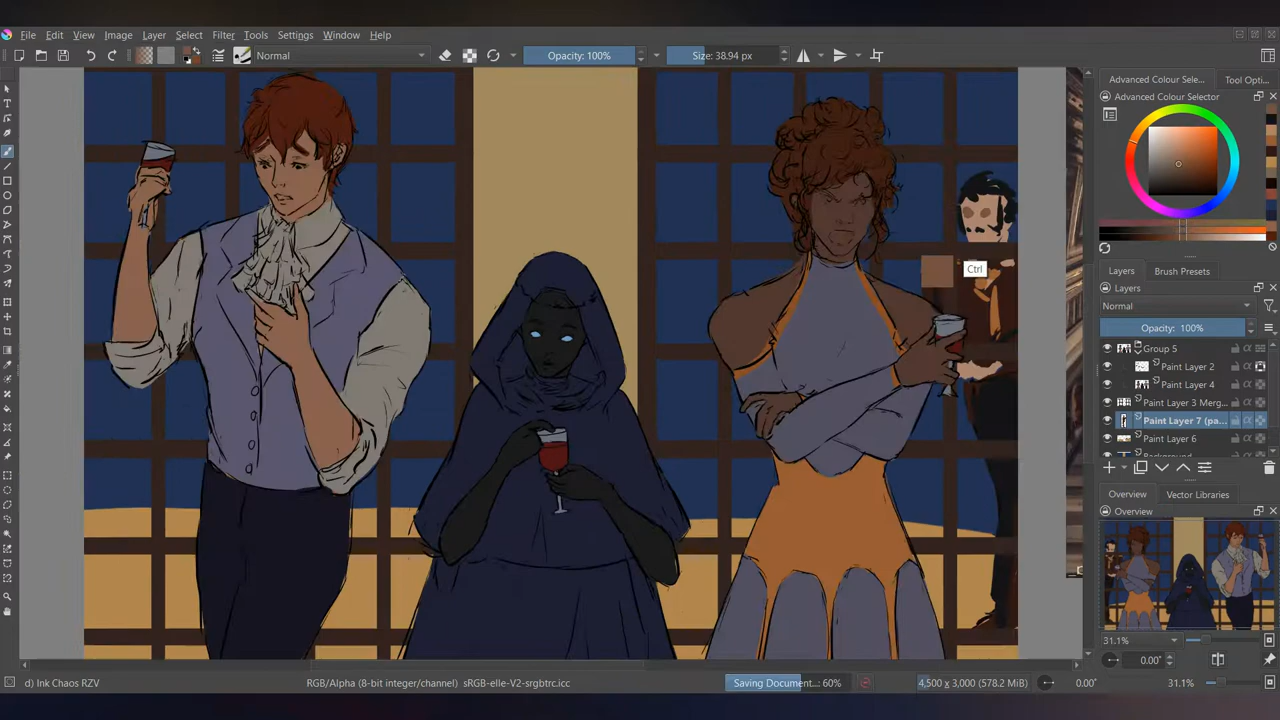 File Edit View Image Layer Select Filter Tools Settings Window Help
Normal Opacity: 100% Size: 38.94 px
Advanced Colour Sele... Tool Opti...
Advanced Colour Selector
Ctrl
Layers Brush Presets
Layers
Normal
Opacity: 100%
Group 5
Paint Layer 2
Paint Layer 4
Paint Layer 3 Merg...
Paint Layer 7 (pa...
Paint Layer 6
Background
Overview Vector Libraries
Overview
31.1%
0.00°
d) Ink Chaos RZV RGB/Alpha (8-bit integer/channel) sRGB-elle-V2-srgbtrc.icc Saving Document...: 60% 4,500 x 3,000 (578.2 MiB) 0.00° 31.1%